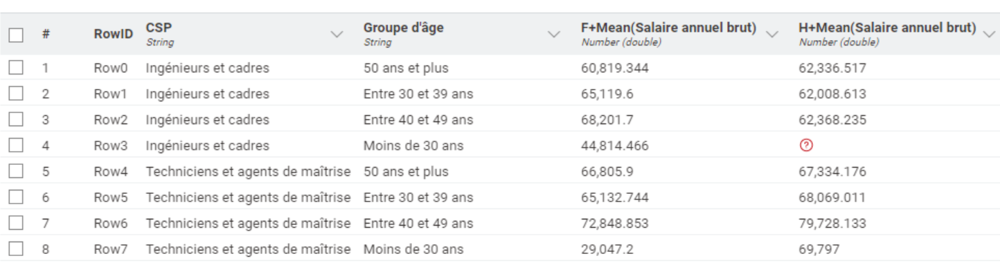 # RowID CSP Groupe d'âge F+Mean(Salaire annuel brut) H+Mean(Salaire annuel brut)
String String Number (double) Number (double)
1 Row0 Ingénieurs et cadres 50 ans et plus 60,819.344 62,336.517
2 Row1 Ingénieurs et cadres Entre 30 et 39 ans 65,119.6 62,008.613
3 Row2 Ingénieurs et cadres Entre 40 et 49 ans 68,201.7 62,368.235
4 Row3 Ingénieurs et cadres Moins de 30 ans 44,814.466 ?
5 Row4 Techniciens et agents de maîtrise 50 ans et plus 66,805.9 67,334.176
6 Row5 Techniciens et agents de maîtrise Entre 30 et 39 ans 65,132.744 68,069.011
7 Row6 Techniciens et agents de maîtrise Entre 40 et 49 ans 72,848.853 79,728.133
8 Row7 Techniciens et agents de maîtrise Moins de 30 ans 29,047.2 69,797